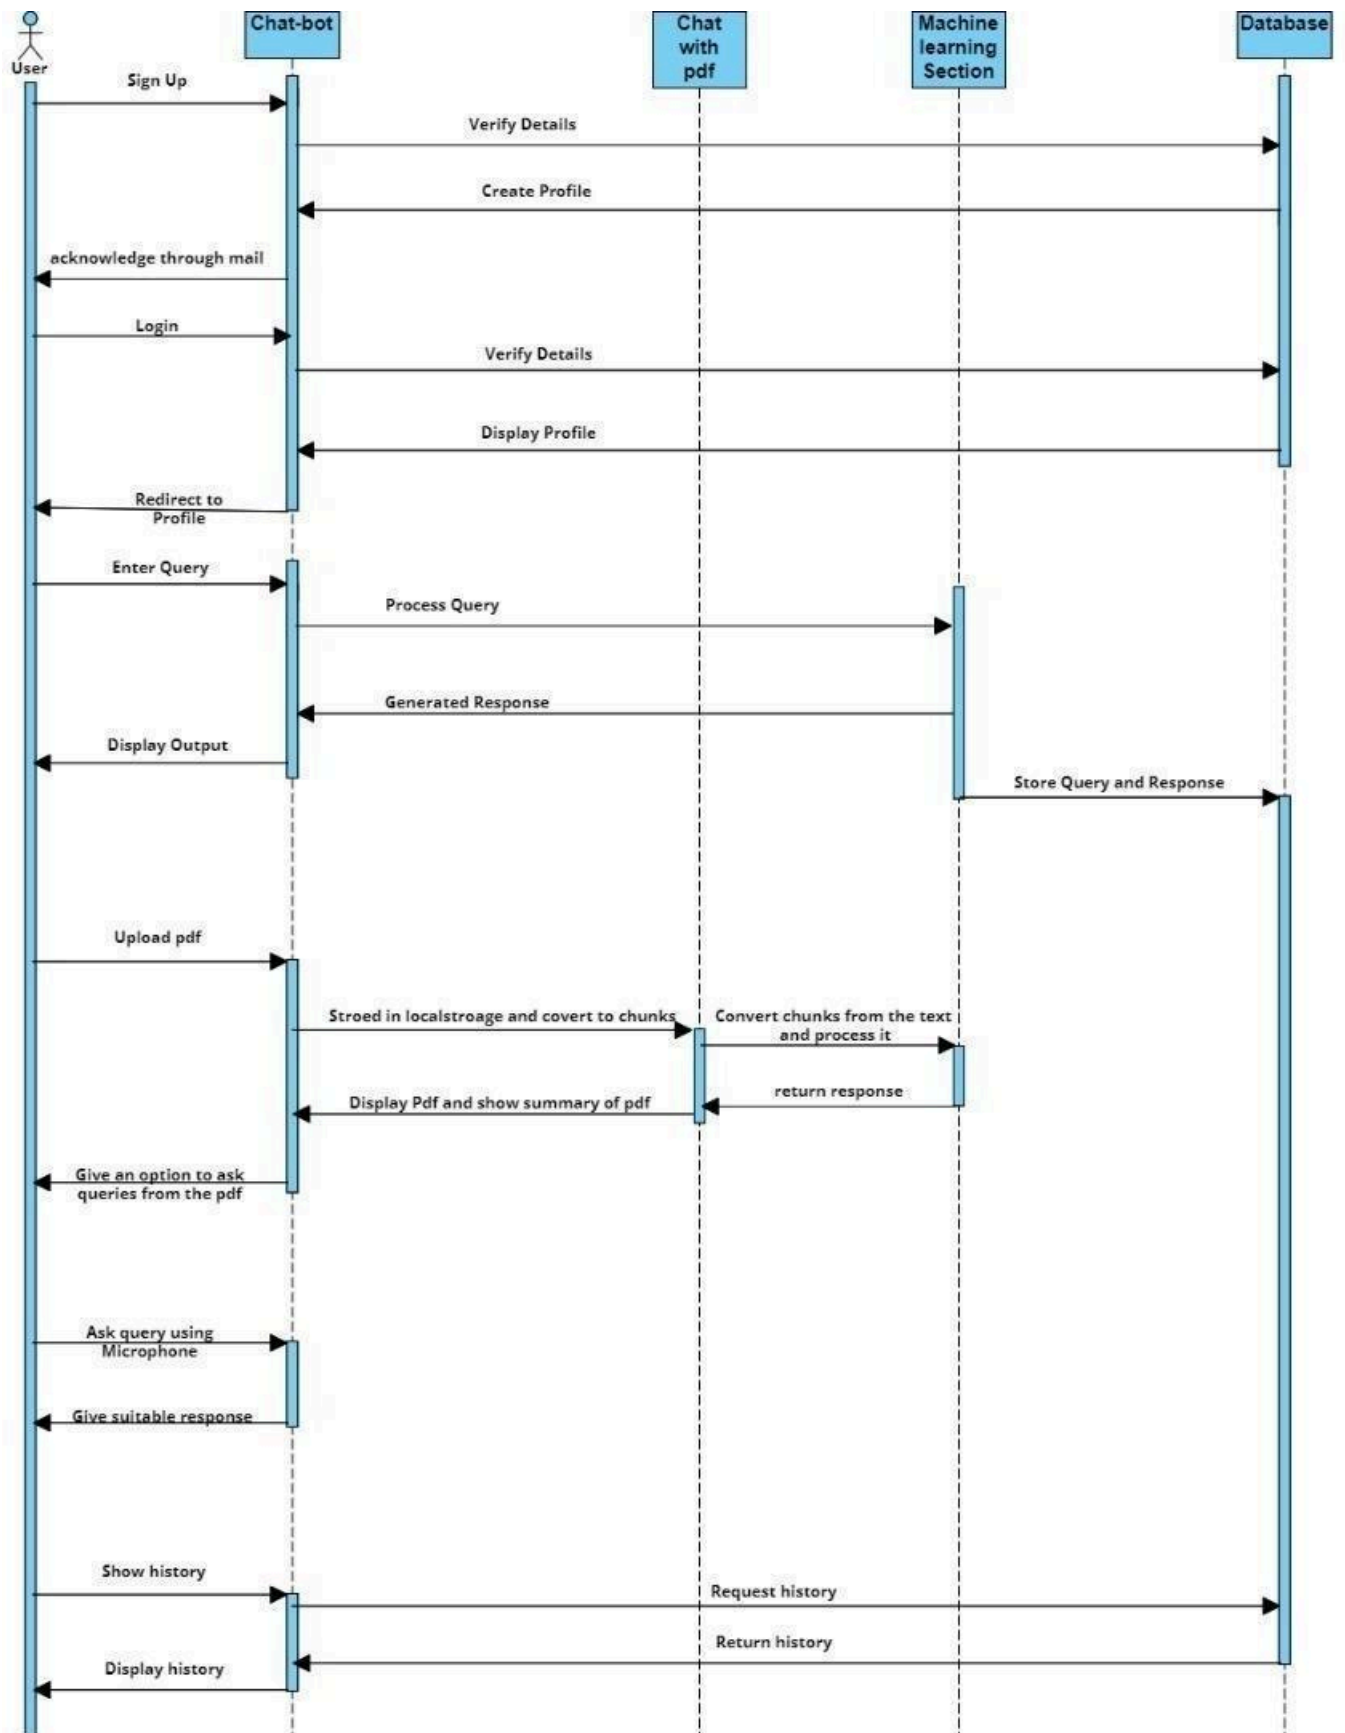 Chat-bot
Chat
with
pdf
Machine
learning
Section
Database
User
Sign Up
Verify Details
Create Profile
acknowledge through mail
Login
Verify Details
Display Profile
Redirect to
Profile
Enter Query
Process Query
Generated Response
Display Output
Store Query and Response
Upload pdf
Stroed in localstroage and covert to chunks
Convert chunks from the text
and process it
return response
Display Pdf and show summary of pdf
Give an option to ask
queries from the pdf
Ask query using
Microphone
Give suitable response
Show history
Request history
Return history
Display history